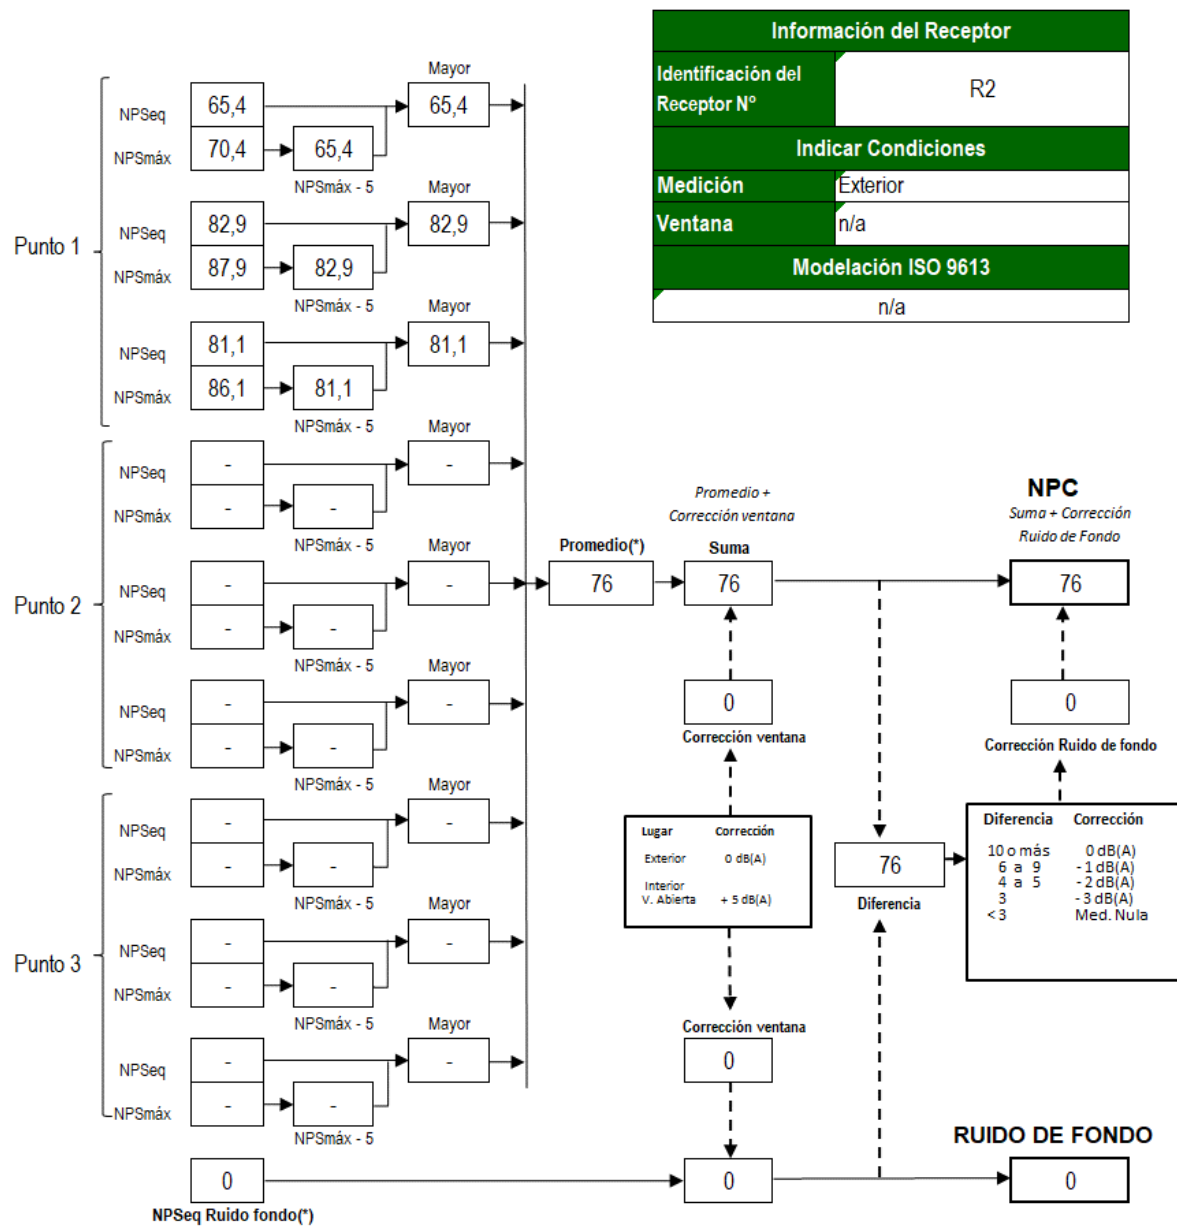 Información del Receptor
Identificación del Receptor N°
R2
Indicar Condiciones
Medición
Exterior
Ventana
n/a
Modelación ISO 9613
n/a
Punto 1
Mayor
NPSeq
65,4
65,4
NPSmáx
70,4
65,4
NPSmáx - 5
Mayor
NPSeq
82,9
82,9
NPSmáx
87,9
82,9
NPSmáx - 5
Mayor
NPSeq
81,1
81,1
NPSmáx
86,1
81,1
NPSmáx - 5
Punto 2
Mayor
NPSeq
-
-
NPSmáx
-
-
NPSmáx - 5
Mayor
NPSeq
-
-
NPSmáx
-
-
NPSmáx - 5
Mayor
NPSeq
-
-
NPSmáx
-
-
NPSmáx - 5
Punto 3
Mayor
NPSeq
-
-
NPSmáx
-
-
NPSmáx - 5
Mayor
NPSeq
-
-
NPSmáx
-
-
NPSmáx - 5
Mayor
NPSeq
-
-
NPSmáx
-
-
NPSmáx - 5
0
NPSeq Ruido fondo(*)
Promedio(*)
76
Promedio +
Corrección ventana
Suma
76
0
Corrección ventana
Lugar Corrección
Exterior 0 dB(A)
Interior
V. Abierta + 5 dB(A)
Corrección ventana
0
0
76
Diferencia
NPC
Suma + Corrección
Ruido de Fondo
76
0
Corrección Ruido de fondo
Diferencia Corrección
10 o más 0 dB(A)
6 a 9 - 1 dB(A)
4 a 5 - 2 dB(A)
3 - 3 dB(A)
< 3 Med. Nula
RUIDO DE FONDO
0